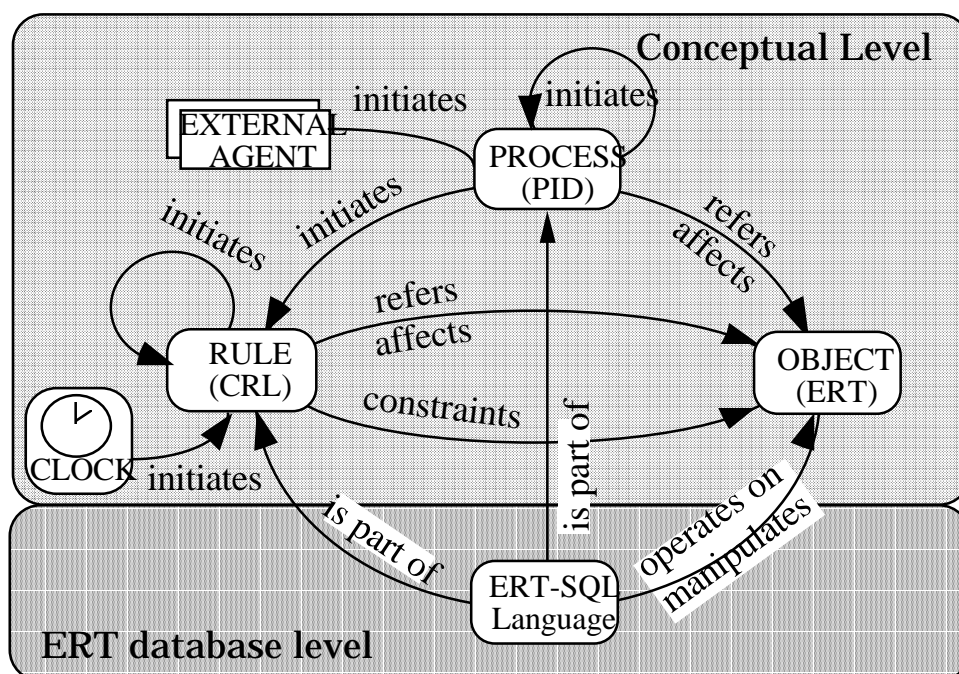 Conceptual Level
initiates
initiates
EXTERNAL
AGENT
PROCESS
(PID)
initiates
initiates
refers
affects
refers
affects
RULE
(CRL)
OBJECT
(ERT)
constraints
CLOCK
initiates
is part of
is part of
operates on
manipulates
ERT-SQL
Language
ERT database level